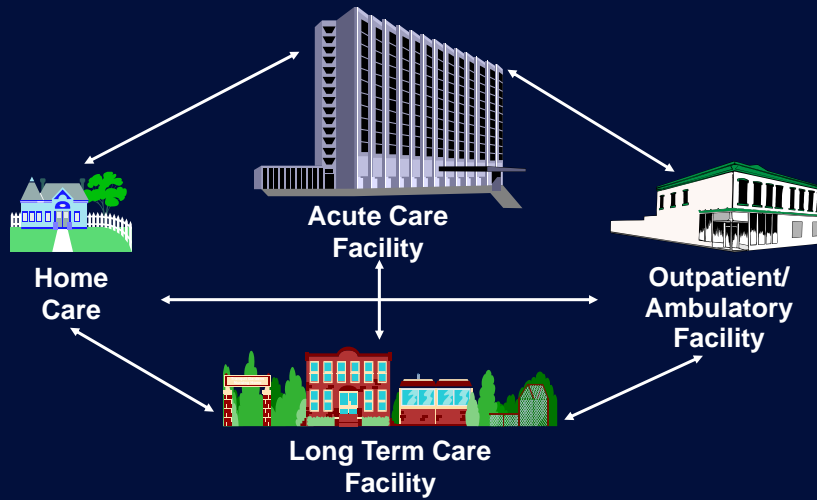 Acute Care
Facility
Home
Care
Outpatient/
Ambulatory
Facility
Long Term Care
Facility